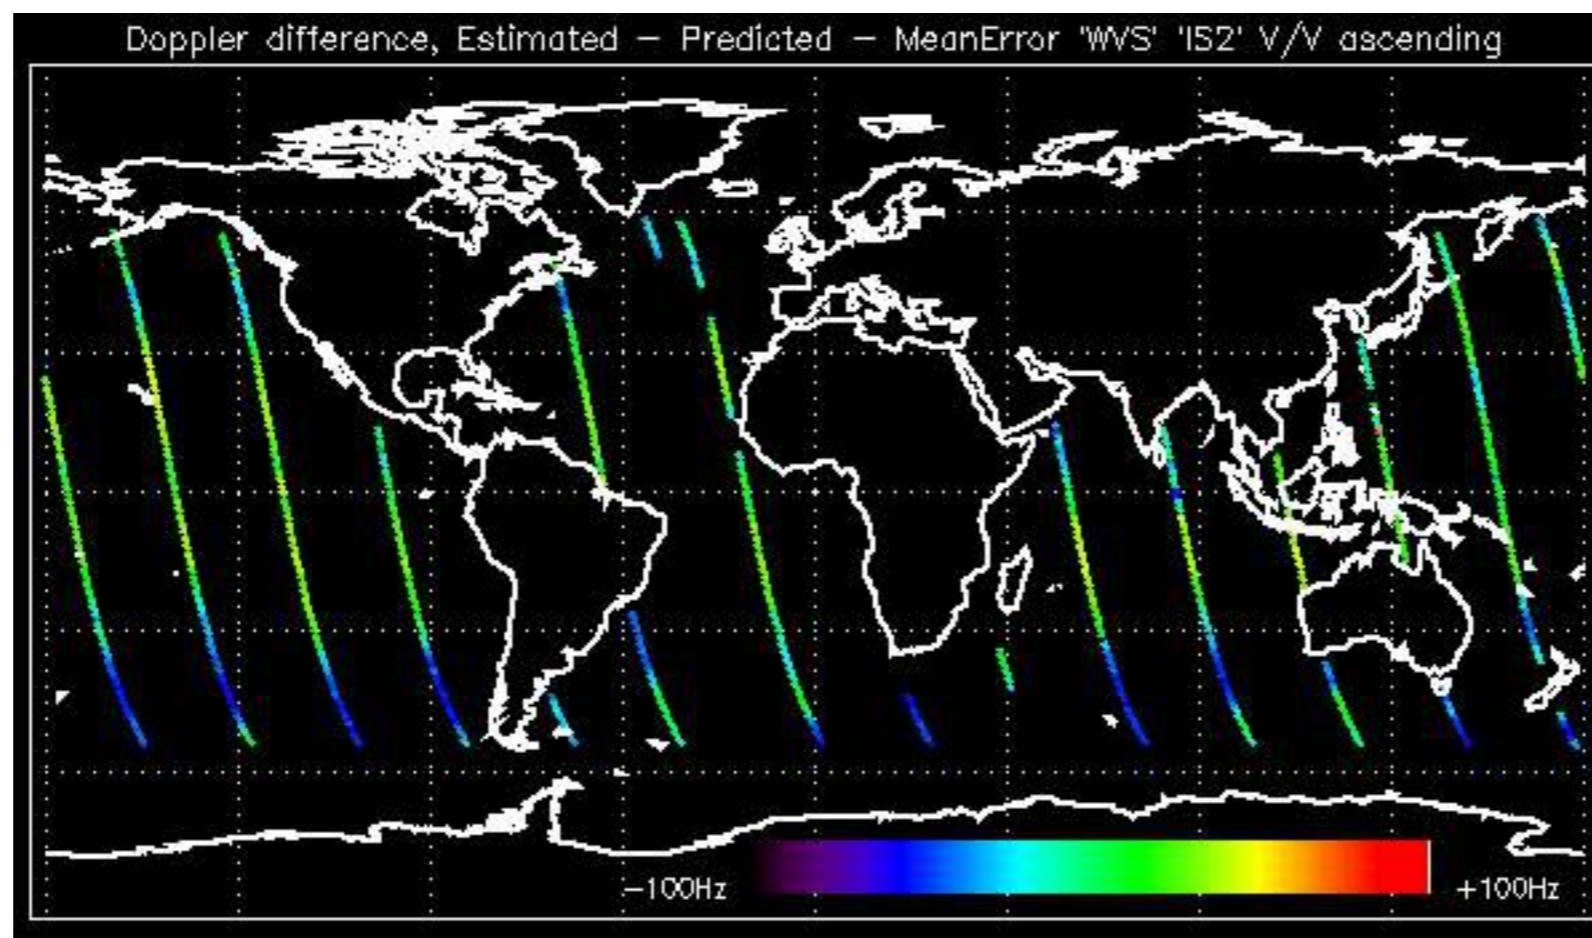 Doppler difference, Estimated – Predicted – MeanError 'WVS' 'IS2' V/V ascending
–100Hz
+100Hz